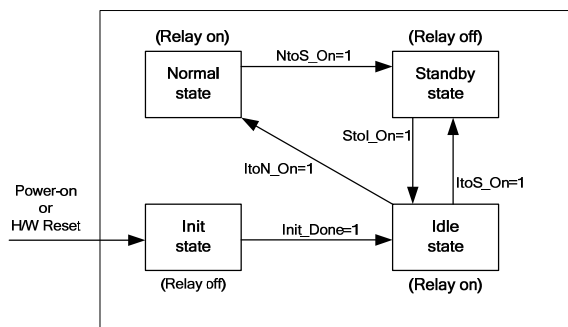 (Relay on)
(Relay off)
Normal
state
NtoS_On=1
Standby
state
StoI_On=1
ItoN_On=1
ItoS_On=1
Power-on
or
H/W Reset
Init
state
Init_Done=1
Idle
state
(Relay off)
(Relay on)